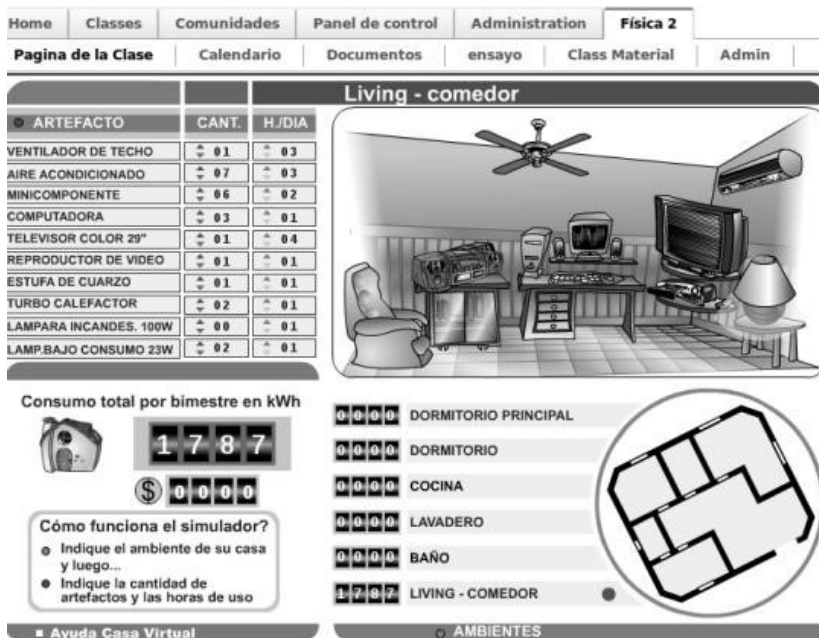 Home Classes Comunidades Panel de control Administration Física 2
Pagina de la Clase Calendario Documentos ensayo Class Material Admin
Living - comedor
ARTEFACTO CANT. H./DIA
VENTILADOR DE TECHO 01 03
AIRE ACONDICIONADO 07 03
MINICOMPONENTE 06 02
COMPUTADORA 03 01
TELEVISOR COLOR 29" 01 04
REPRODUCTOR DE VIDEO 01 01
ESTUFA DE CUARZO 01 01
TURBO CALEFACTOR 02 01
LAMPARA INCANDES. 100W 00 01
LAMP.BAJO CONSUMO 23W 02 01
Consumo total por bimestre en kWh
1787
$ 0000
Cómo funciona el simulador?
Indique el ambiente de su casa
y luego...
Indique la cantidad de
artefactos y las horas de uso
Ayuda Casa Virtual
0000 DORMITORIO PRINCIPAL
0000 DORMITORIO
0000 COCINA
0000 LAVADERO
0000 BAÑO
1787 LIVING - COMEDOR
AMBIENTES